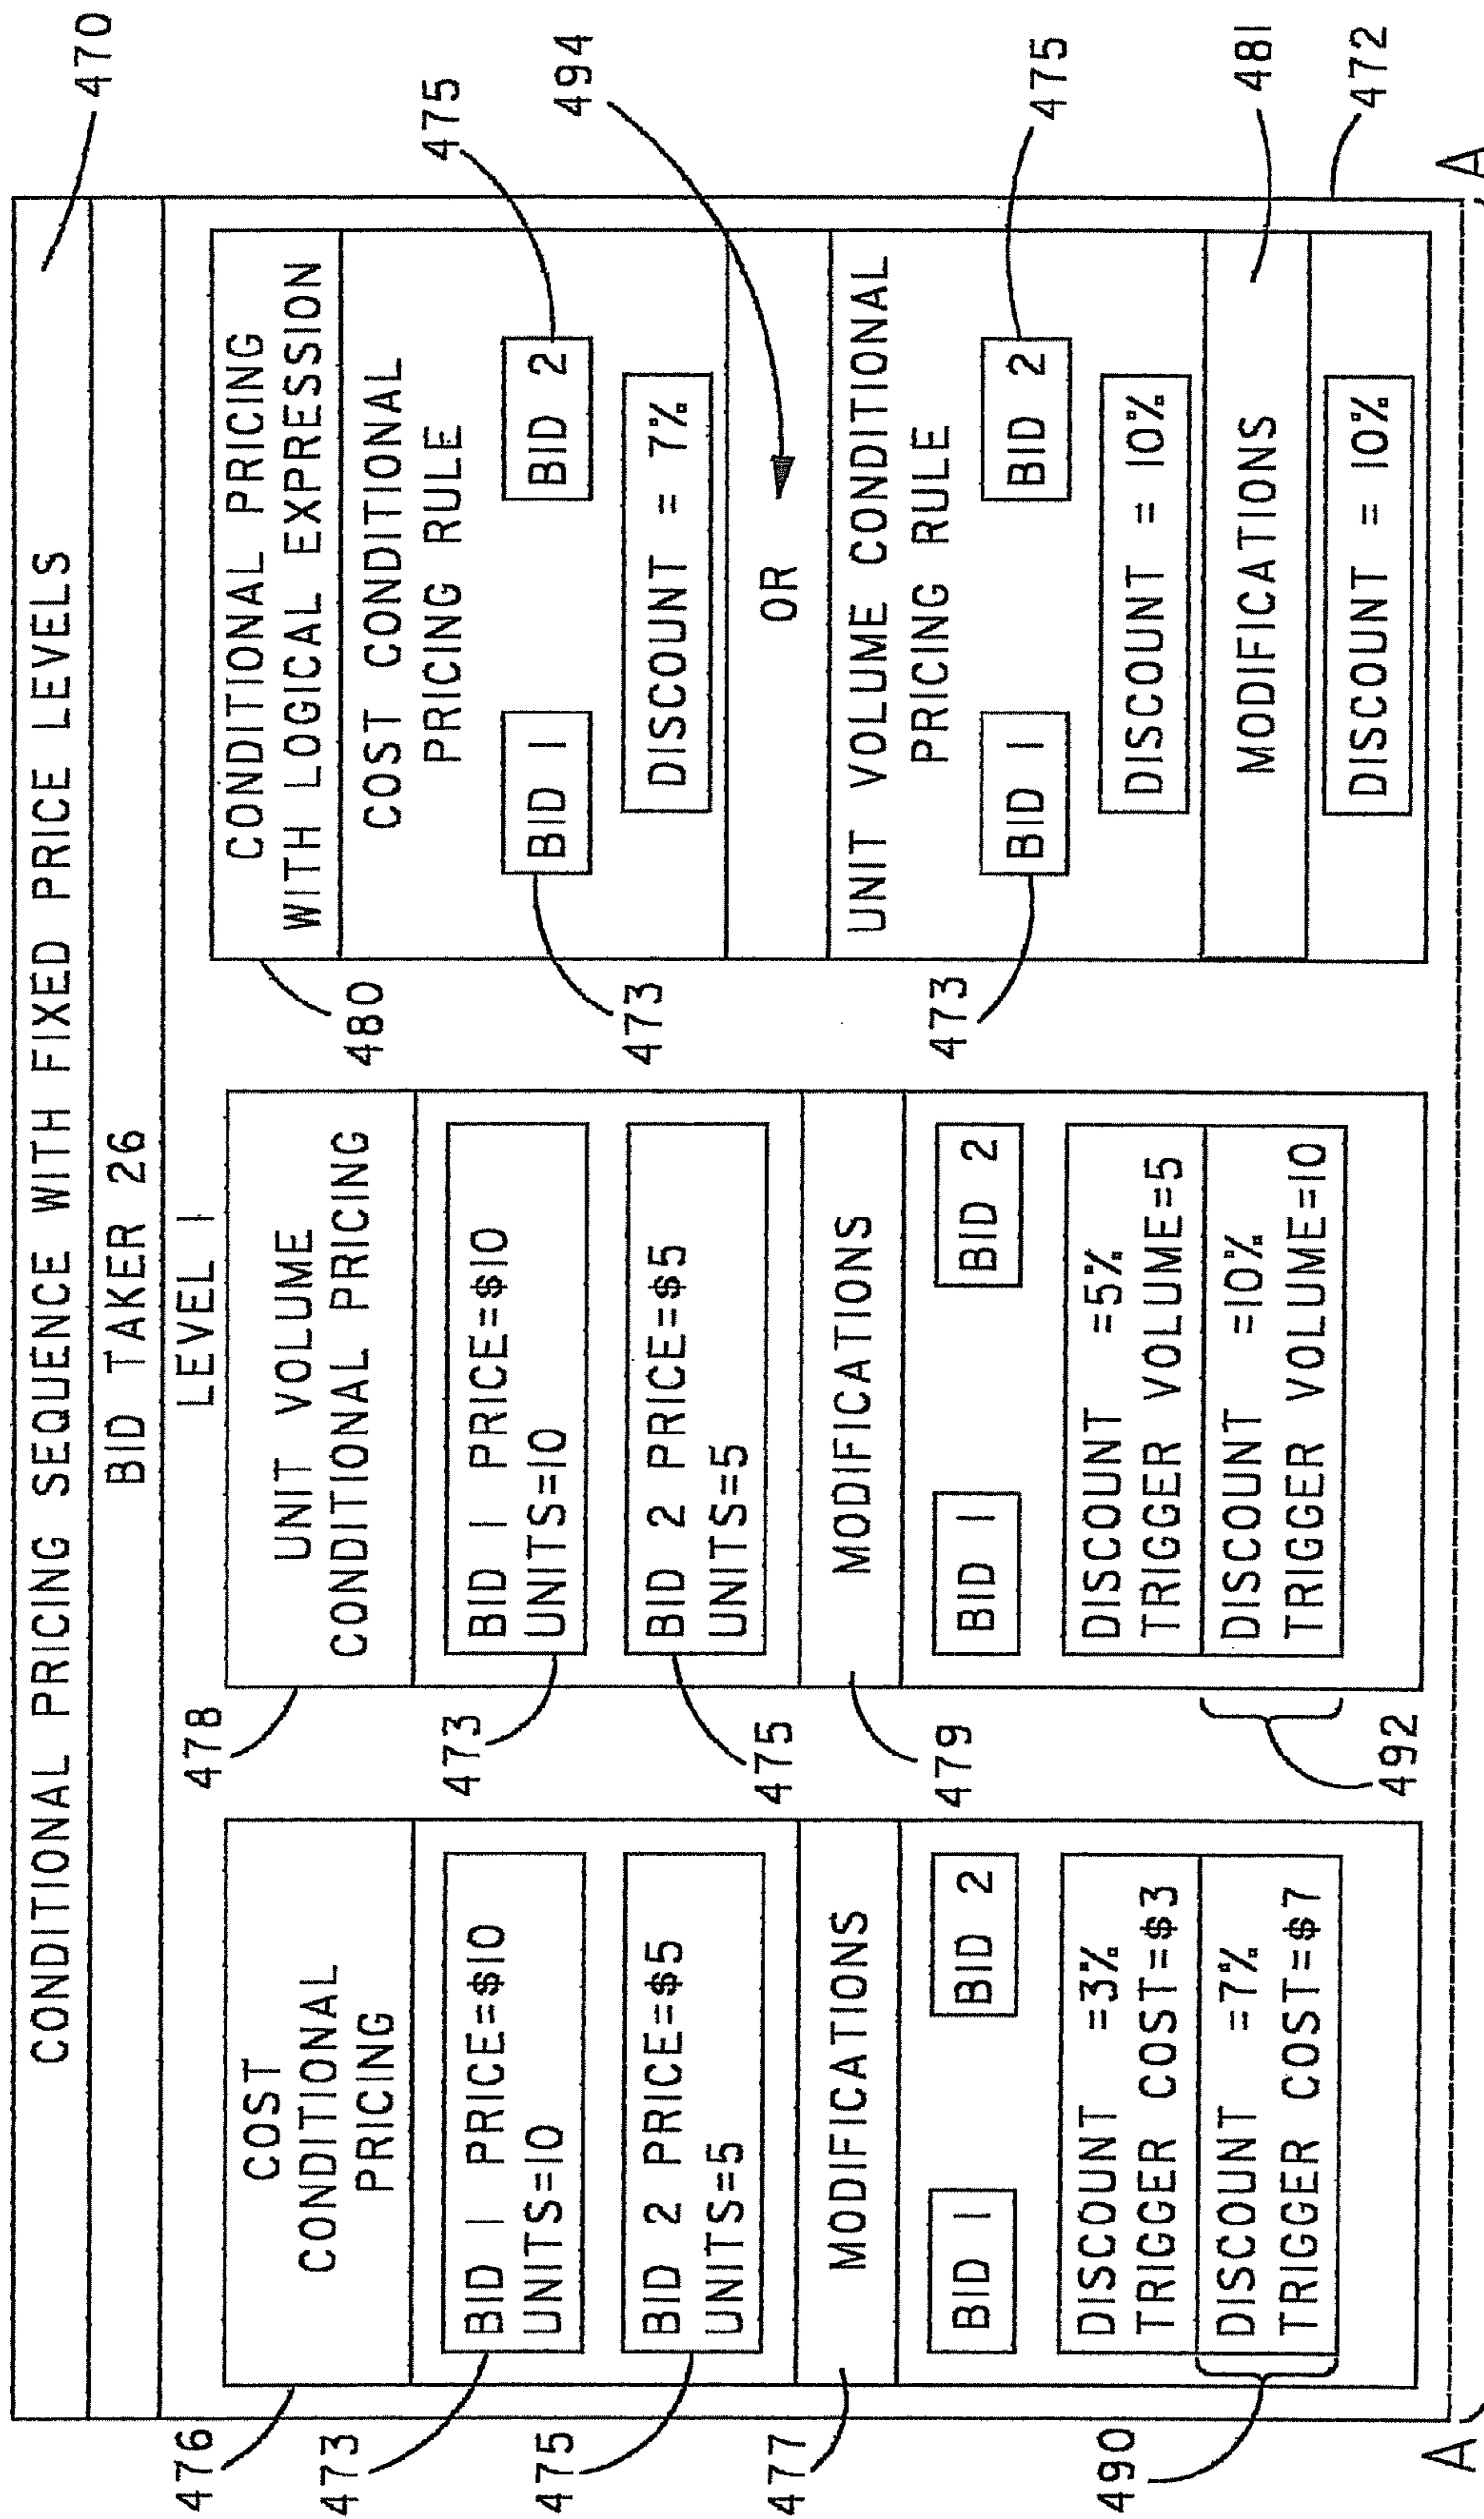 CONDITIONAL PRICING SEQUENCE WITH FIXED PRICE LEVELS
470
BID TAKER 26
LEVEL 1
476
COST
CONDITIONAL
PRICING
473
BID 1 PRICE=$10
UNITS=10
475
BID 2 PRICE=$5
UNITS=5
477
MODIFICATIONS
BID 1
BID 2
DISCOUNT =3%
TRIGGER COST=$3
490
DISCOUNT =7%
TRIGGER COST=$7
478
UNIT VOLUME
CONDITIONAL PRICING
473
BID 1 PRICE=$10
UNITS=10
475
BID 2 PRICE=$5
UNITS=5
479
MODIFICATIONS
BID 1
BID 2
DISCOUNT =5%
TRIGGER VOLUME=5
492
DISCOUNT =10%
TRIGGER VOLUME=10
480
CONDITIONAL PRICING
WITH LOGICAL EXPRESSION
COST CONDITIONAL
PRICING RULE
473
BID 1
BID 2
475
DISCOUNT = 7%
OR
494
UNIT VOLUME CONDITIONAL
PRICING RULE
473
BID 1
BID 2
475
DISCOUNT = 10%
MODIFICATIONS
481
DISCOUNT = 10%
472
A
A